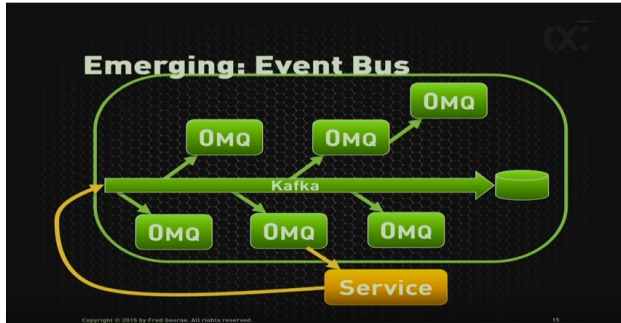 Emerging: Event Bus
0MQ
0MQ
0MQ
Kafka
0MQ
0MQ
0MQ
Service
Copyright © 2015 by Fred George. All rights reserved.
15